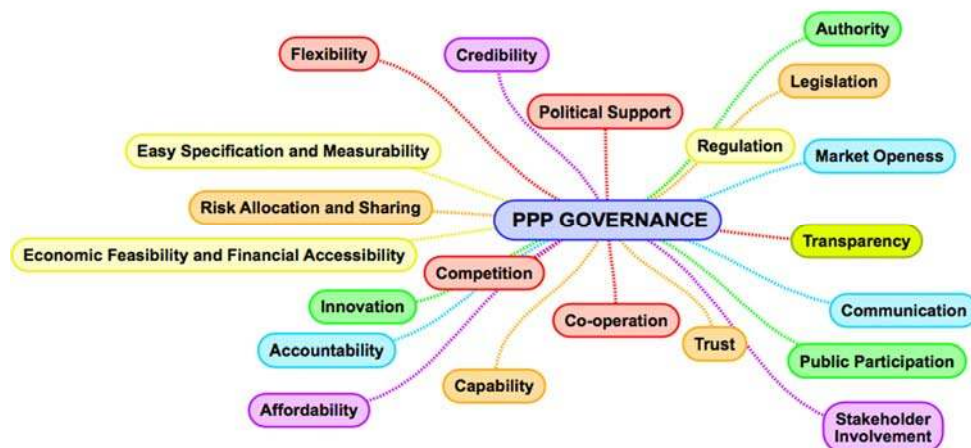 Authority
Flexibility
Credibility
Legislation
Political Support
Easy Specification and Measurability
Regulation
Market Openess
Risk Allocation and Sharing
PPP GOVERNANCE
Transparency
Economic Feasibility and Financial Accessibility
Competition
Innovation
Communication
Co-operation
Accountability
Trust
Public Participation
Capability
Affordability
Stakeholder
Involvement